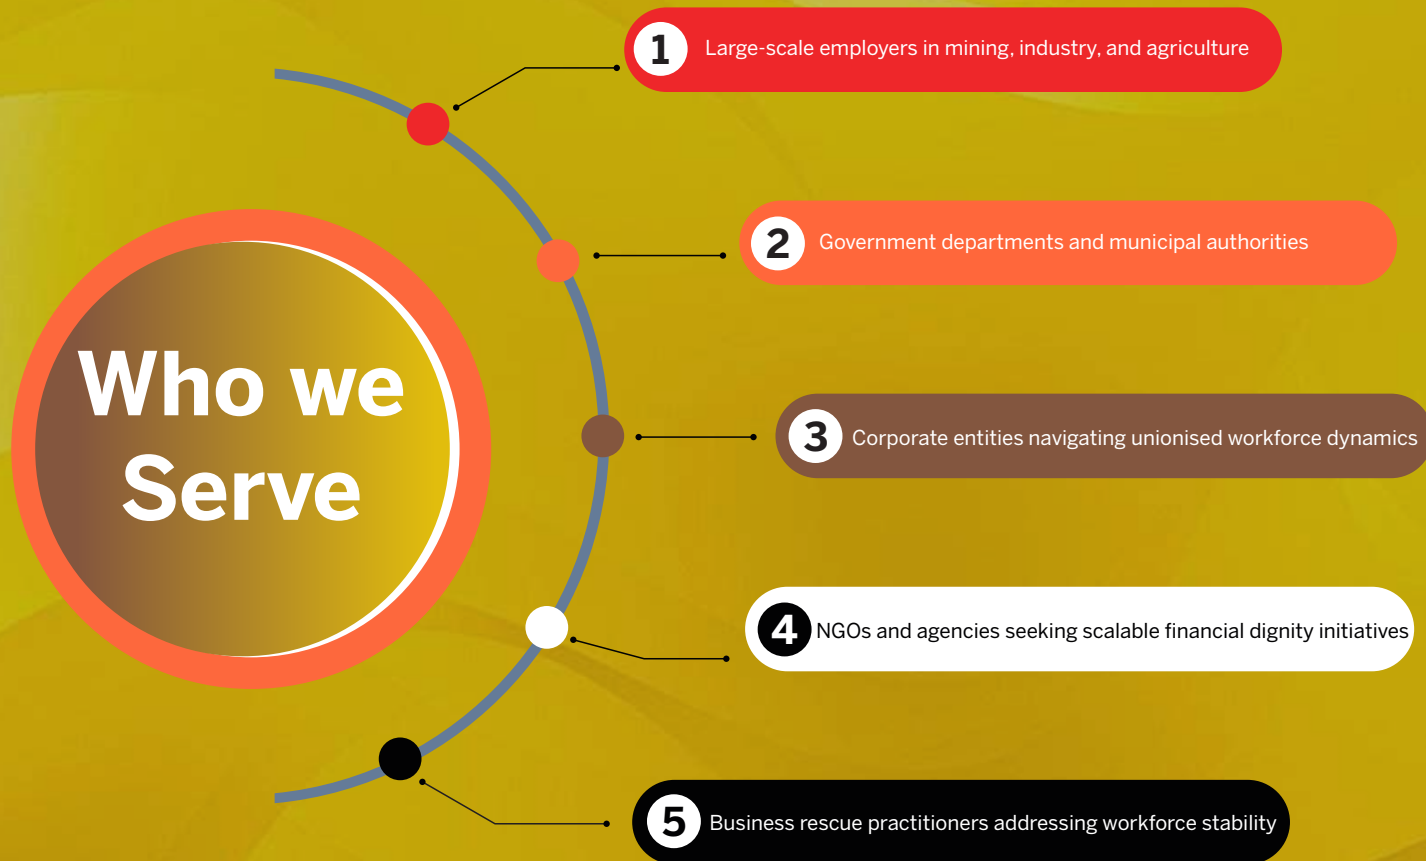 Who we
Serve
1 Large-scale employers in mining, industry, and agriculture
2 Government departments and municipal authorities
3 Corporate entities navigating unionised workforce dynamics
4 NGOs and agencies seeking scalable financial dignity initiatives
5 Business rescue practitioners addressing workforce stability